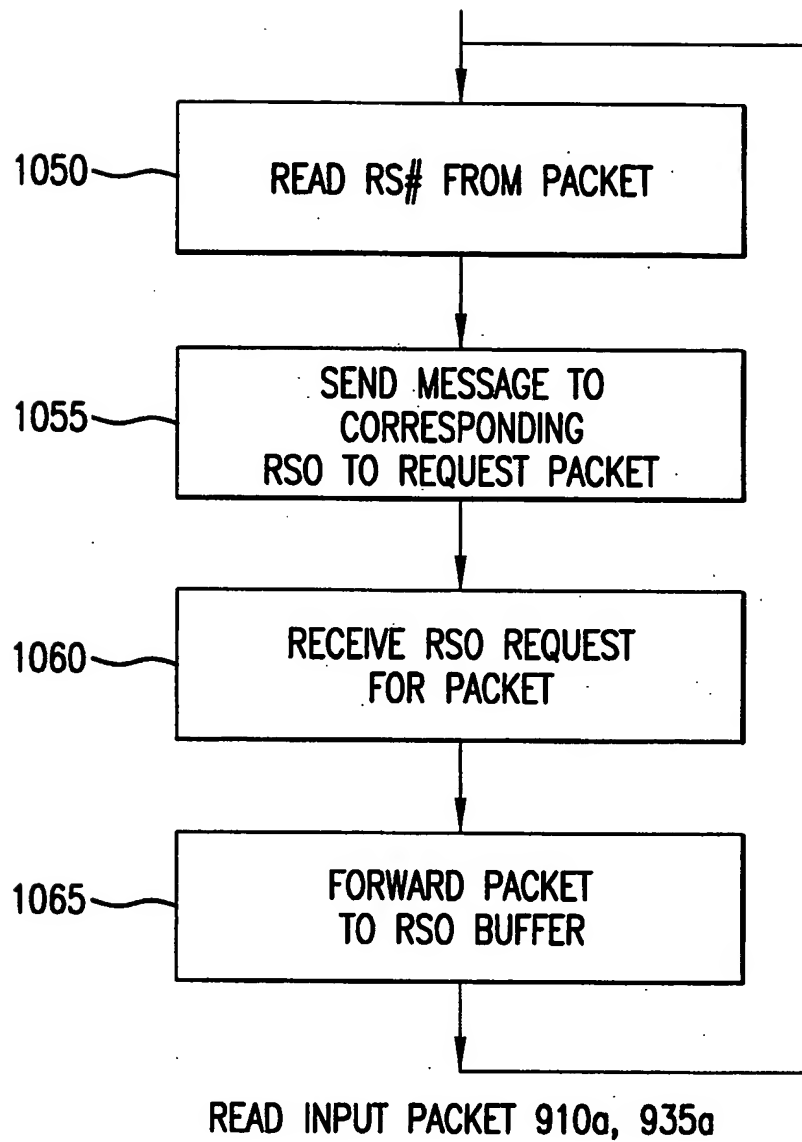 1050
READ RS# FROM PACKET
1055
SEND MESSAGE TO
CORRESPONDING
RSO TO REQUEST PACKET
1060
RECEIVE RSO REQUEST
FOR PACKET
1065
FORWARD PACKET
TO RSO BUFFER
READ INPUT PACKET 910a, 935a